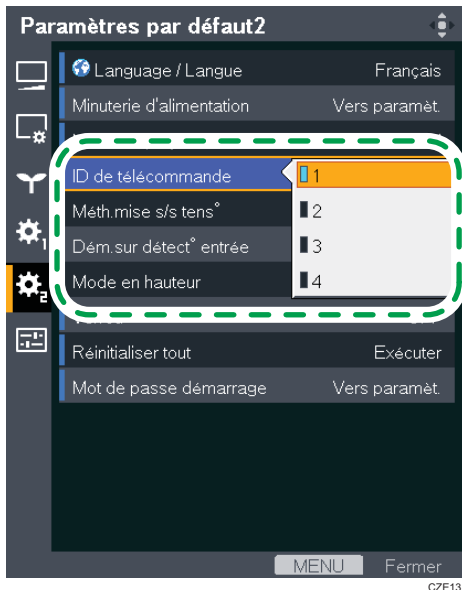 Paramètres par défaut2
Language / Langue Français
Minuterie d'alimentation Vers paramèt.
ID de télécommande 1
Méth.mise s/s tens° 2
Dém.sur détect° entrée 3
Mode en hauteur 4
Réinitialiser tout Exécuter
Mot de passe démarrage Vers paramèt.
MENU Fermer
CZE13